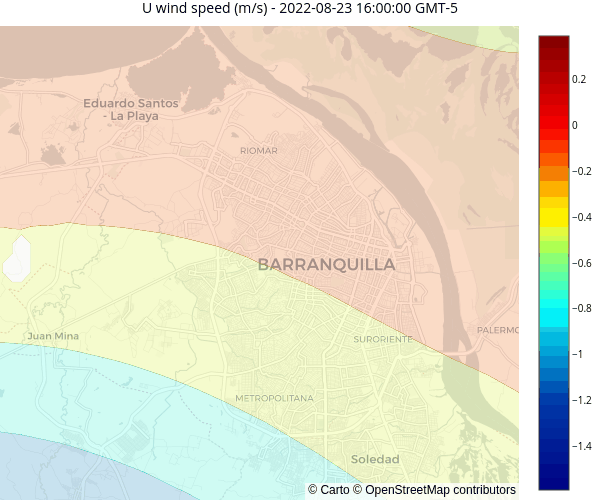 U wind speed (m/s) - 2022-08-23 16:00:00 GMT-5
Eduardo Santos
- La Playa
RIOMAR
BARRANQUILLA
Juan Mina
SURORIENTE
PALERMO
METROPOLITANA
Soledad
© Carto © OpenStreetMap contributors
0.2
0
−0.2
−0.4
−0.6
−0.8
−1
−1.2
−1.4